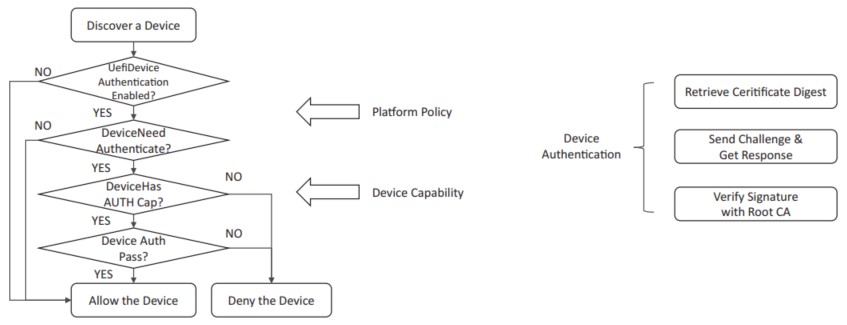 Discover a Device
NO
UefiDevice
Authentication
Enabled?
YES
NO
DeviceNeed
Authenticate?
YES
NO
DeviceHas
AUTH Cap?
YES
NO
Device Auth
Pass?
YES
Allow the Device
Deny the Device
Platform Policy
Device Capability
Device
Authentication
Retrieve Ceritificate Digest
Send Challenge &
Get Response
Verify Signature
with Root CA